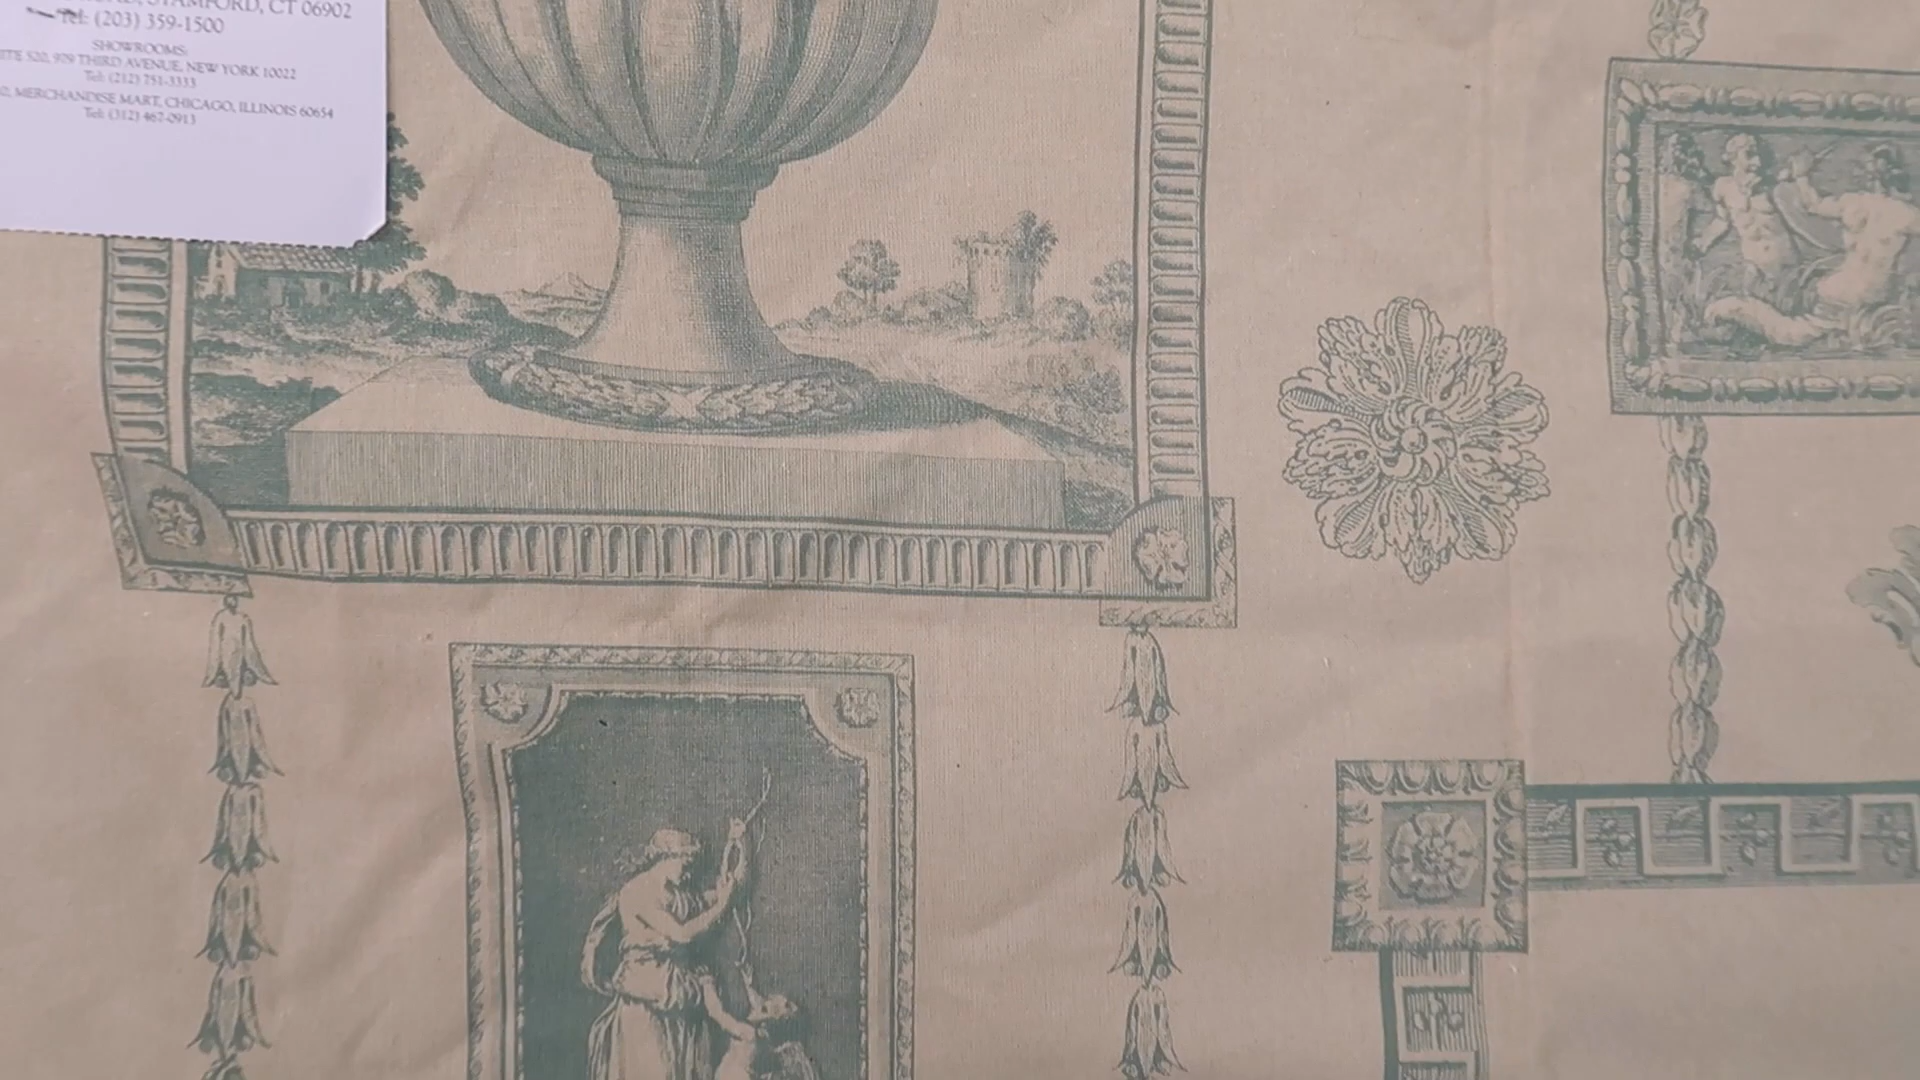 STAMFORD, CT 06902
Tel: (203) 359-1500
SHOWROOMS:
520, 979 THIRD AVENUE, NEW YORK 10022
Tel: (212) 751-3333
MERCHANDISE MART, CHICAGO, ILLINOIS 60654
Tel: (312) 467-0913